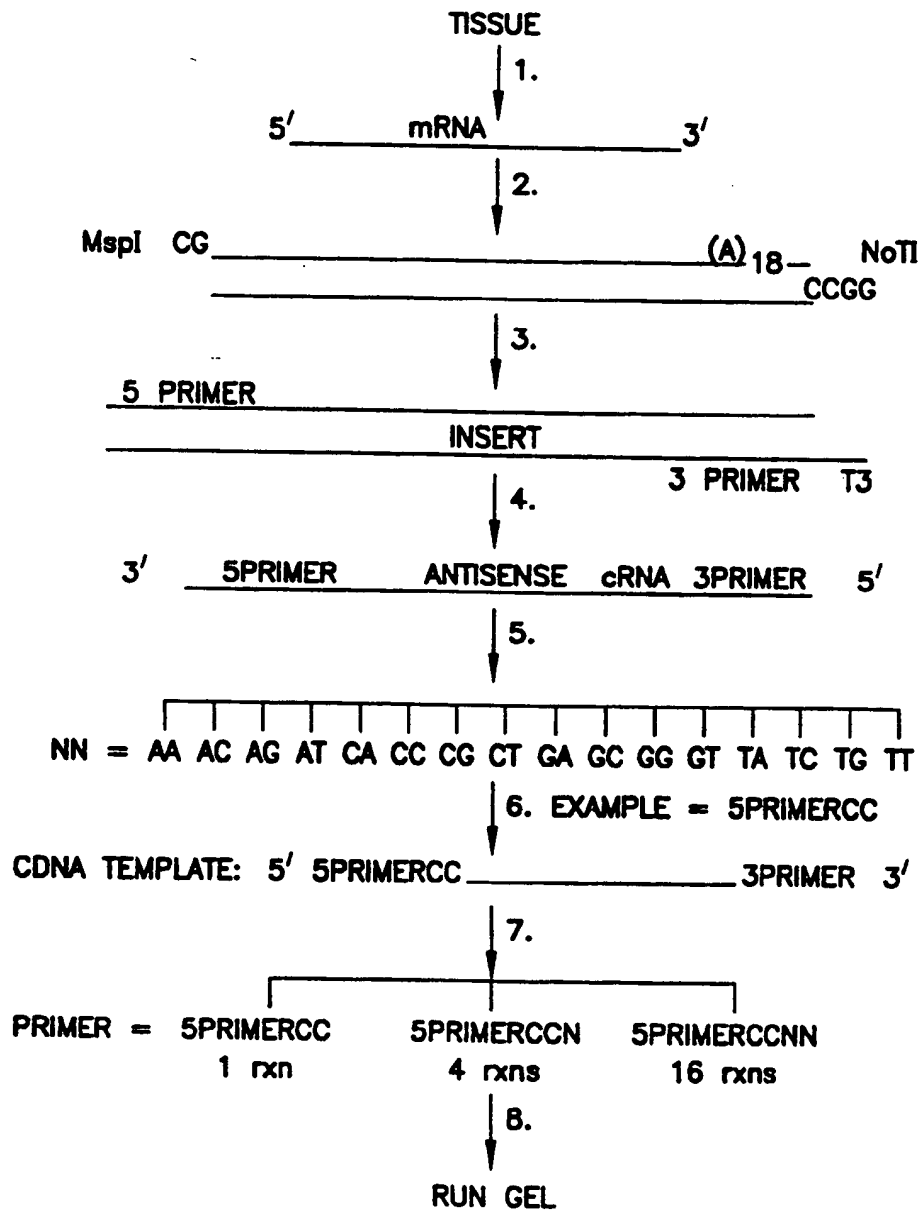 TISSUE
1.
5′ mRNA 3′
2.
MspI CG (A)18 NoTI
CCGG
3.
5 PRIMER
INSERT
3 PRIMER T3
4.
3′ 5PRIMER ANTISENSE cRNA 3PRIMER 5′
5.
NN = AA AC AG AT CA CC CG CT GA GC GG GT TA TC TG TT
6. EXAMPLE = 5PRIMERCC
CDNA TEMPLATE: 5′ 5PRIMERCC 3PRIMER 3′
7.
PRIMER = 5PRIMERCC 5PRIMERCCN 5PRIMERCCNN
1 rxn 4 rxns 16 rxns
8.
RUN GEL